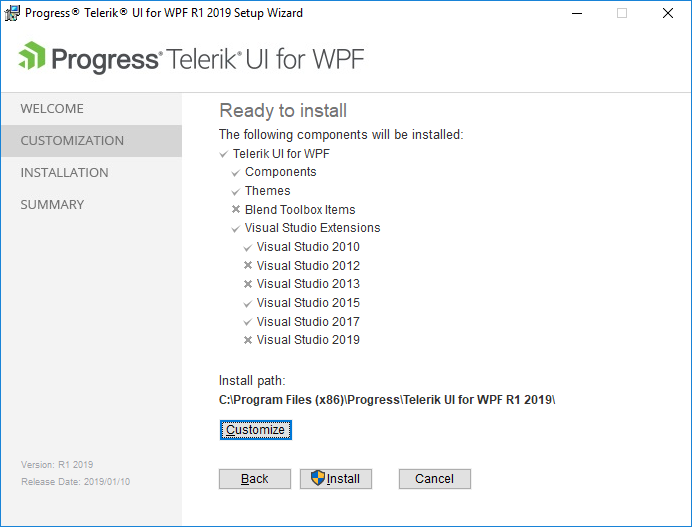 Progress® Telerik® UI for WPF R1 2019 Setup Wizard
Progress® Telerik® UI for WPF
WELCOME
CUSTOMIZATION
INSTALLATION
SUMMARY
Version: R1 2019
Release Date: 2019/01/10
Ready to install
The following components will be installed:
Telerik UI for WPF
Components
Themes
Blend Toolbox Items
Visual Studio Extensions
Visual Studio 2010
Visual Studio 2012
Visual Studio 2013
Visual Studio 2015
Visual Studio 2017
Visual Studio 2019
Install path:
C:\Program Files (x86)\Progress\Telerik UI for WPF R1 2019\
Customize
Back Install Cancel